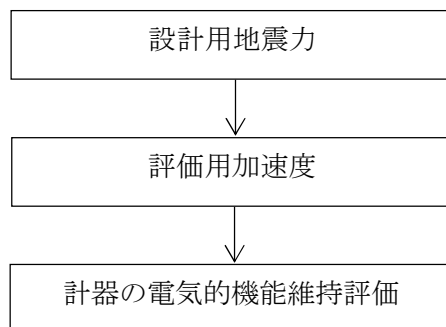 設計用地震力
評価用加速度
計器の電気的機能維持評価